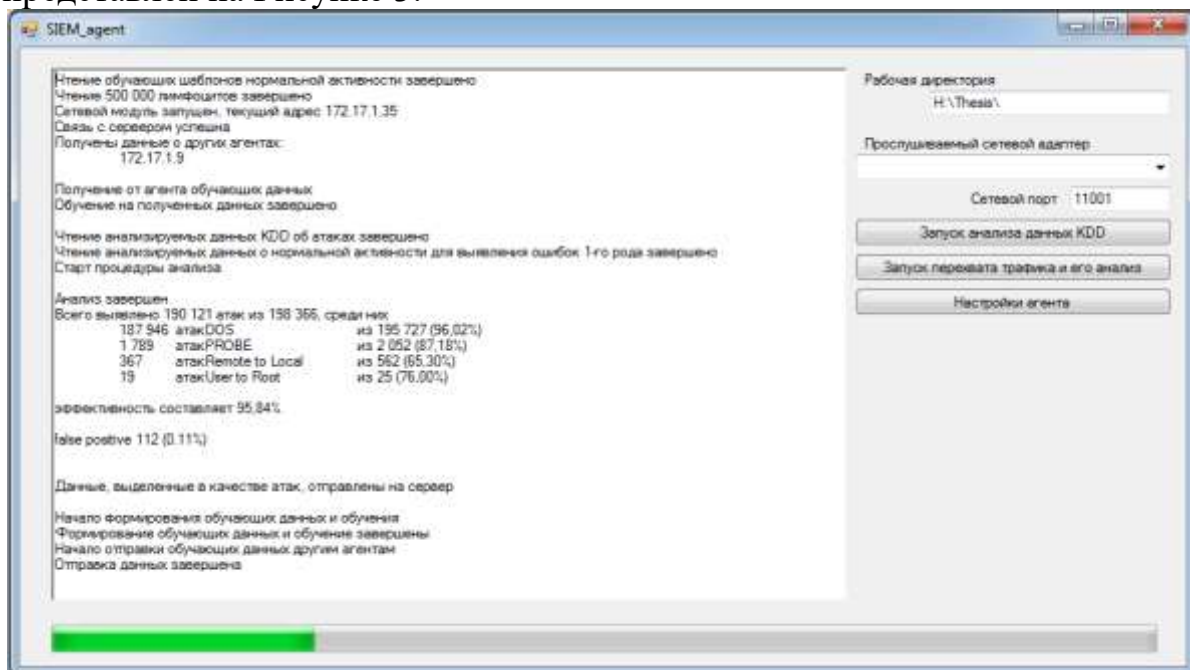 представлен на Рисунке 3.
SIEM_agent
Чтение обучающих шаблонов нормальной активности завершено
Чтение 500 000 лимфоцитов завершено
Сетевой модуль запущен, текущий адрес 172.17.1.35
Связь с сервером успешна
Получены данные о других агентах:
172.17.1.9
Получение от агента обучающих данных
Обучение на полученных данных завершено
Чтение анализируемых данных KDD об атаках завершено
Чтение анализируемых данных о нормальной активности для выявления ошибок 1-го рода завершено
Старт процедуры анализа
Анализ завершен
Всего выявлено 190 121 атак из 198 366, среди них
187 946 атакDOS из 195 727 (96,02%)
1 789 атакPROBE из 2 052 (87,18%)
367 атакRemote to Local из 562 (65,30%)
19 атакUser to Root из 25 (76,00%)
эффективность составляет 95,84%
false positive 112 (0.11%)
Данные, выделенные в качестве атак, отправлены на сервер
Начало формирования обучающих данных и обучения
Формирование обучающих данных и обучение завершены
Начало отправки обучающих данных другим агентам
Отправка данных завершена
Рабочая директория
H:\Thesis\
Прослушиваемый сетевой адаптер
Сетевой порт 11001
Запуск анализа данных KDD
Запуск перехвата трафика и его анализ
Настройки агента